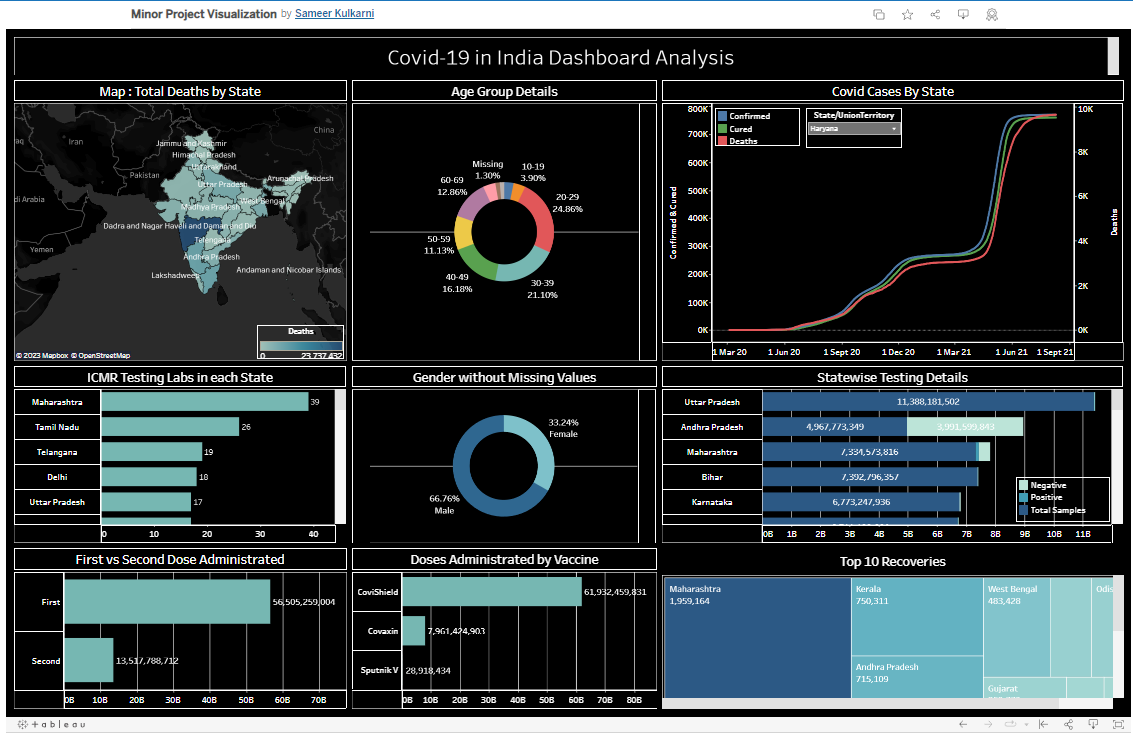 Minor Project Visualization by Sameer Kulkarni
Covid-19 in India Dashboard Analysis
Map : Total Deaths by State
Iran
China
Jammu and Kashmir
Himachal Pradesh
Pakistan
Uttarakhand
Uttar Pradesh
Arunachal Pradesh
Madhya Pradesh
West Bengal
Dadra and Nagar Haveli and Daman and Diu
Yemen
Telengana
Andhra Pradesh
Lakshadweep
Andaman and Nicobar Islands
Deaths
0 23,737,432
© 2023 Mapbox © OpenStreetMap
Age Group Details
Missing
1.30%
10-19
3.90%
60-69
12.86%
20-29
24.86%
50-59
11.13%
40-49
16.18%
30-39
21.10%
Covid Cases By State
Confirmed
Cured
Deaths
State/UnionTerritory
Haryana
Confirmed & Cured
800K
700K
600K
500K
400K
300K
200K
100K
0K
Deaths
10K
8K
6K
4K
2K
0K
1 Mar 20 1 Jun 20 1 Sept 20 1 Dec 20 1 Mar 21 1 Jun 21 1 Sept 21
ICMR Testing Labs in each State
Maharashtra 39
Tamil Nadu 26
Telangana 19
Delhi 18
Uttar Pradesh 17
0 10 20 30 40
Gender without Missing Values
33.24%
Female
66.76%
Male
Statewise Testing Details
Uttar Pradesh 11,388,181,502
Andhra Pradesh 4,967,773,349 3,991,599,843
Maharashtra 7,334,573,816
Bihar 7,392,796,357
Karnataka 6,773,247,936
Negative
Positive
Total Samples
0B 1B 2B 3B 4B 5B 6B 7B 8B 9B 10B 11B
First vs Second Dose Administrated
First 56,505,259,004
Second 13,517,788,712
0B 10B 20B 30B 40B 50B 60B 70B
Doses Administrated by Vaccine
CoviShield 61,932,459,831
Covaxin 7,961,424,903
Sputnik V 28,918,434
0B 10B 20B 30B 40B 50B 60B 70B 80B
Top 10 Recoveries
Maharashtra
1,959,164
Kerala
750,311
West Bengal
483,428
Andhra Pradesh
715,109
Gujarat
+ a b l e a u